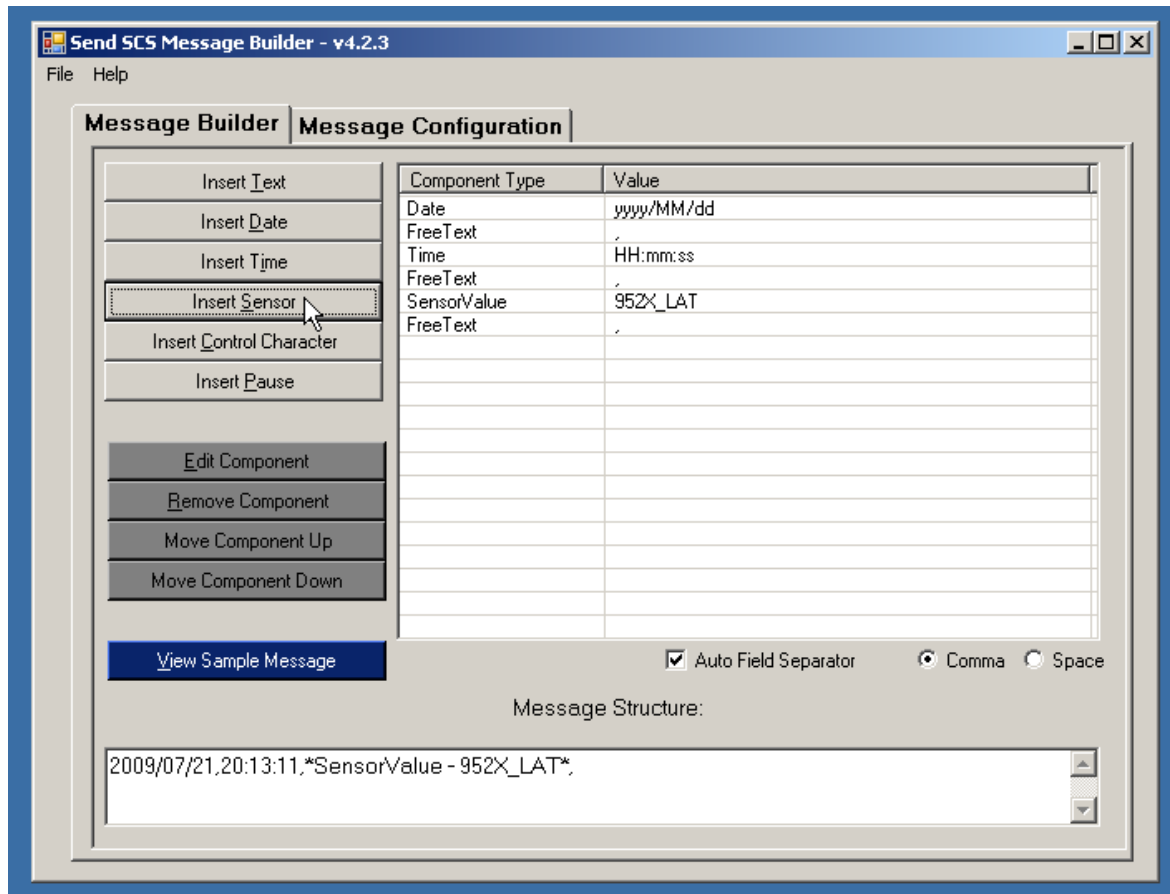 Send SCS Message Builder - v4.2.3
File Help
Message Builder Message Configuration
Insert Text
Insert Date
Insert Time
Insert Sensor
Insert Control Character
Insert Pause
Edit Component
Remove Component
Move Component Up
Move Component Down
View Sample Message
Component Type Value
Date yyyy/MM/dd
FreeText ,
Time HH:mm:ss
FreeText ,
SensorValue 952X_LAT
FreeText ,
Auto Field Separator Comma Space
Message Structure:
2009/07/21,20:13:11,*SensorValue - 952X_LAT*,